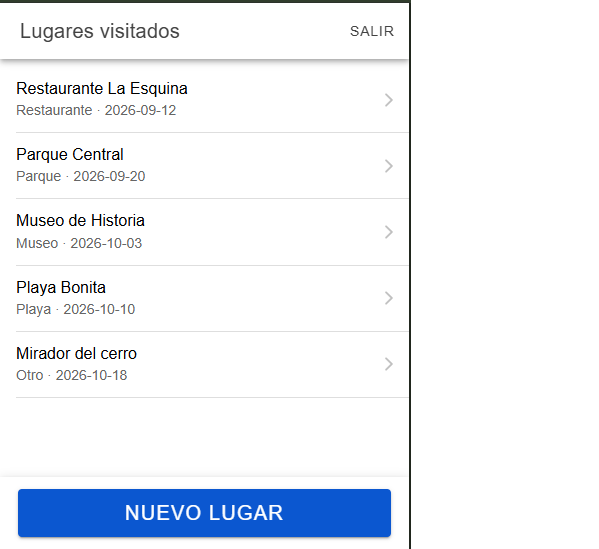 Lugares visitados
SALIR
Restaurante La Esquina
Restaurante · 2026-09-12
Parque Central
Parque · 2026-09-20
Museo de Historia
Museo · 2026-10-03
Playa Bonita
Playa · 2026-10-10
Mirador del cerro
Otro · 2026-10-18
NUEVO LUGAR